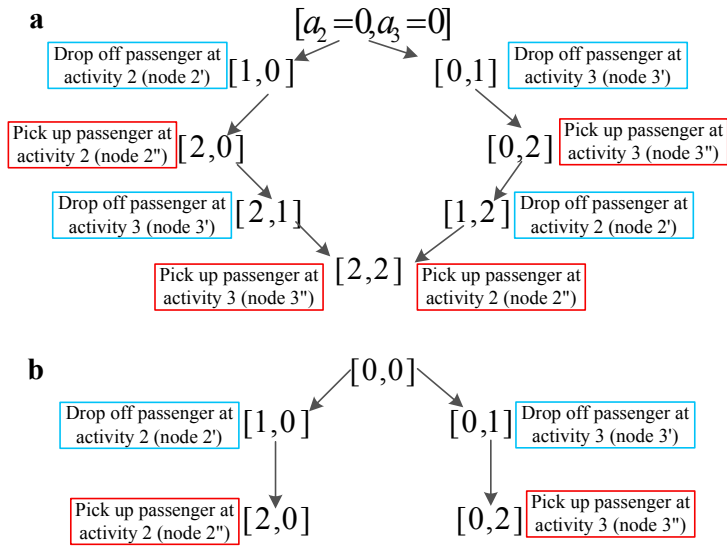 a
[a₂=0,a₃=0]
Drop off passenger at
activity 2 (node 2')
[1,0]
[0,1]
Drop off passenger at
activity 3 (node 3')
Pick up passenger at
activity 2 (node 2")
[2,0]
[0,2]
Pick up passenger at
activity 3 (node 3")
Drop off passenger at
activity 3 (node 3')
[2,1]
[1,2]
Drop off passenger at
activity 2 (node 2')
Pick up passenger at
activity 3 (node 3")
[2,2]
Pick up passenger at
activity 2 (node 2")
b
[0,0]
Drop off passenger at
activity 2 (node 2')
[1,0]
[0,1]
Drop off passenger at
activity 3 (node 3')
Pick up passenger at
activity 2 (node 2")
[2,0]
[0,2]
Pick up passenger at
activity 3 (node 3")